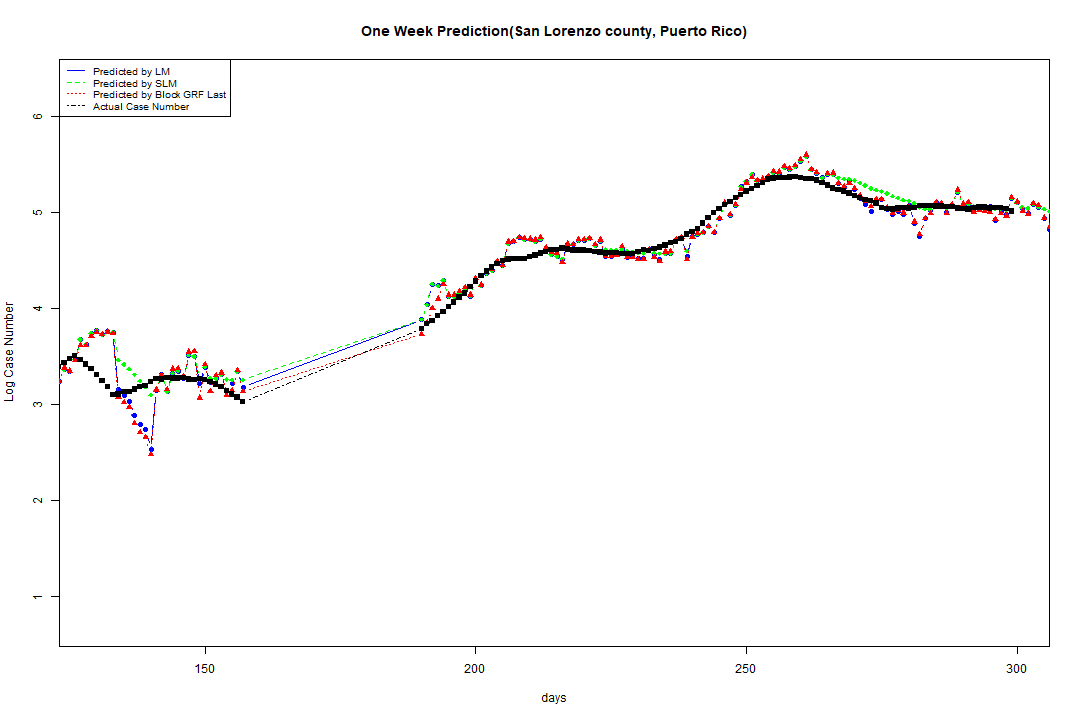 One Week Prediction(San Lorenzo county, Puerto Rico)
Predicted by LM
Predicted by SLM
Predicted by Block GRF Last
Actual Case Number
Log Case Number
6
5
4
3
2
1
150 200 250 300
days